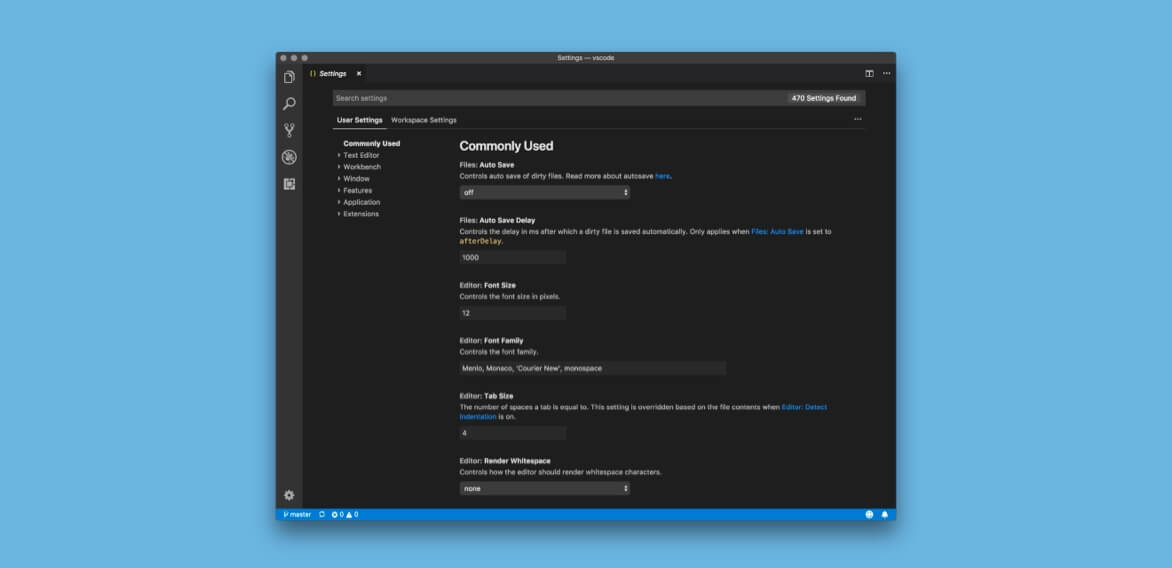 Settings — vscode
{} Settings ×
Search settings 470 Settings Found
User Settings Workspace Settings
Commonly Used
Text Editor
Workbench
Window
Features
Application
Extensions
Commonly Used
Files: Auto Save
Controls auto save of dirty files. Read more about autosave here.
off
Files: Auto Save Delay
Controls the delay in ms after which a dirty file is saved automatically. Only applies when Files: Auto Save is set to
afterDelay.
1000
Editor: Font Size
Controls the font size in pixels.
12
Editor: Font Family
Controls the font family.
Menlo, Monaco, 'Courier New', monospace
Editor: Tab Size
The number of spaces a tab is equal to. This setting is overridden based on the file contents when Editor: Detect
Indentation is on.
4
Editor: Render Whitespace
Controls how the editor should render whitespace characters.
none
master 0 0